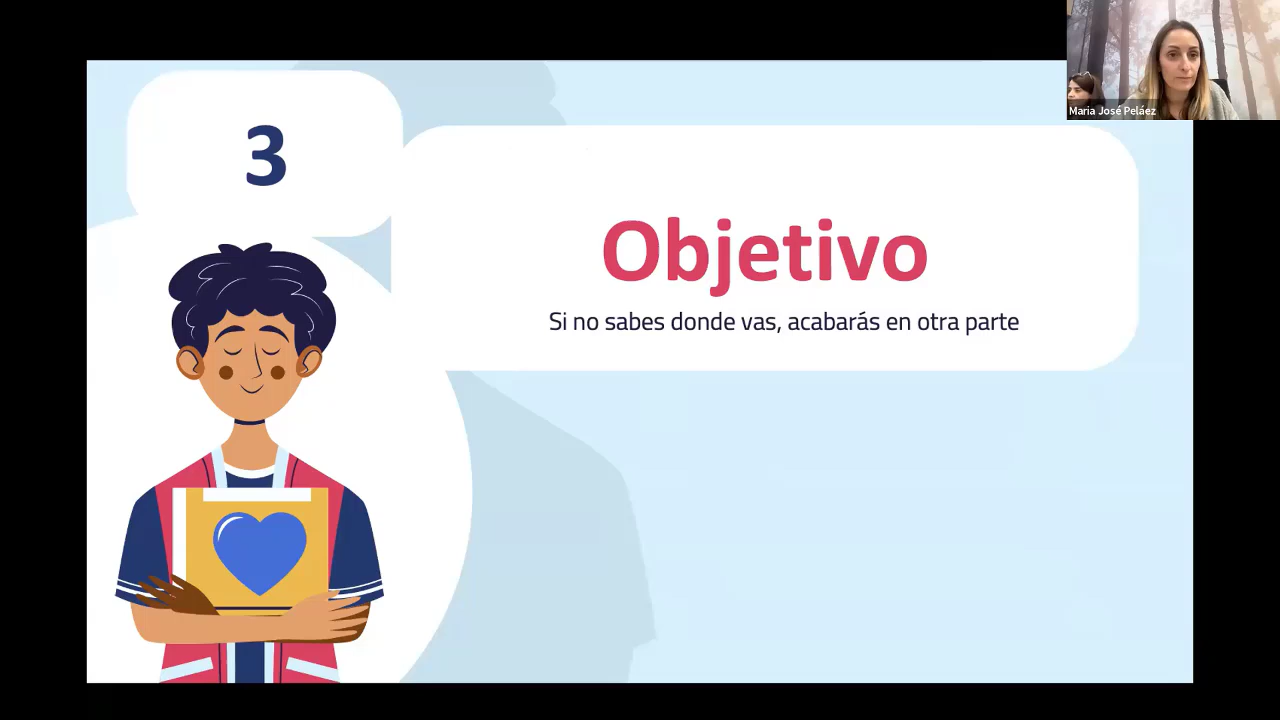 3
Objetivo
Si no sabes donde vas, acabarás en otra parte
Maria José Peláez